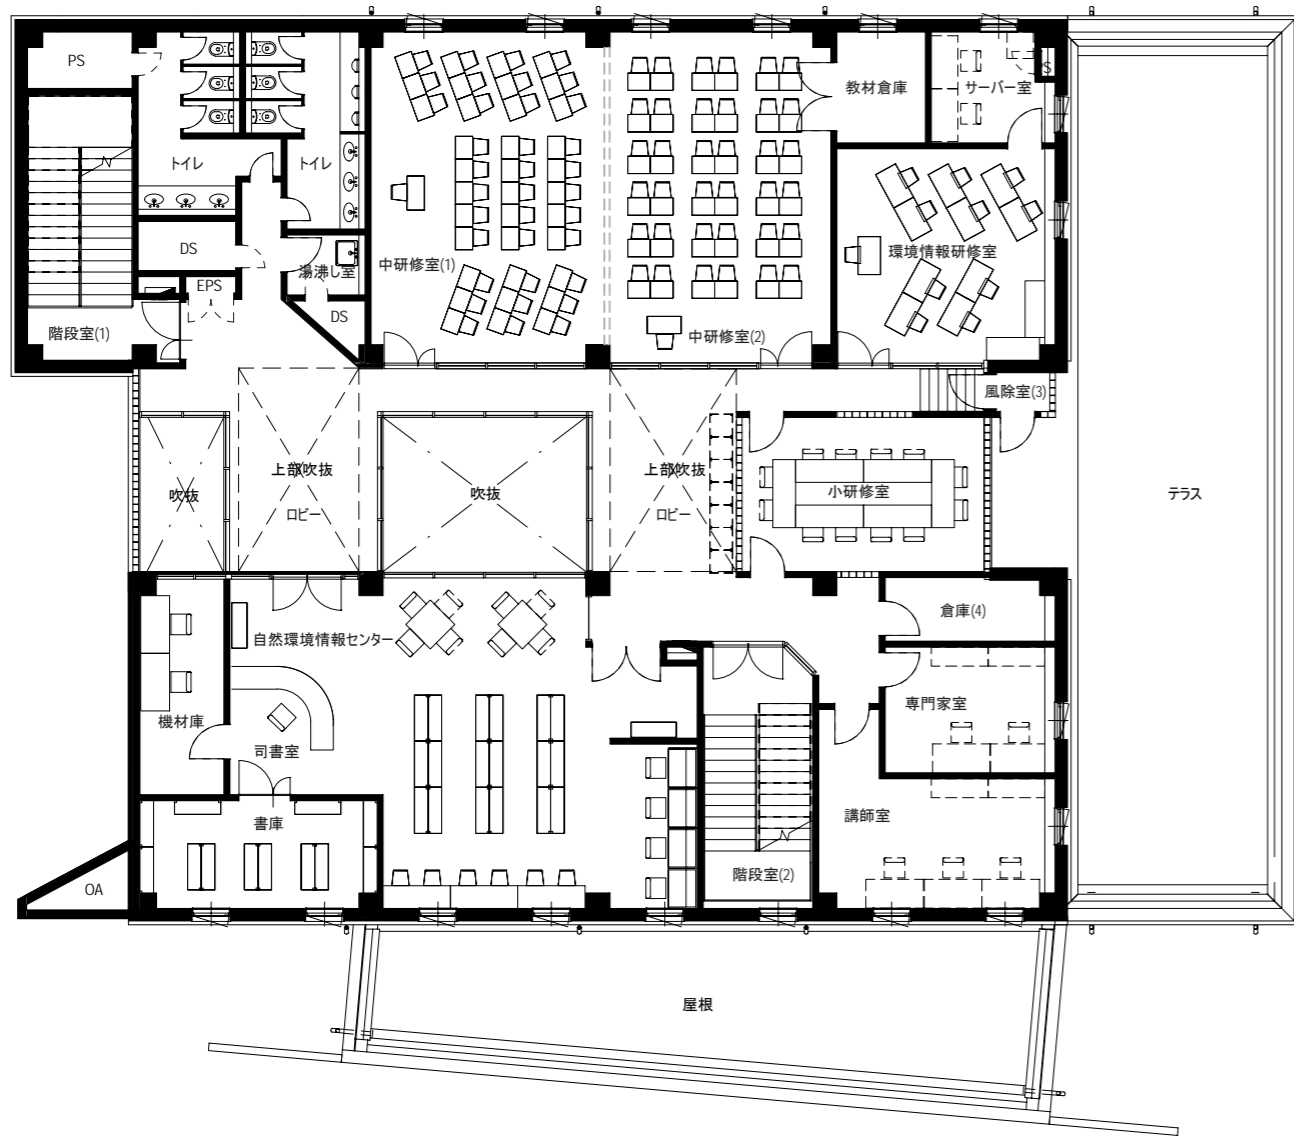 PS
トイレ
トイレ
DS
EPS
湯沸し室
DS
階段室(1)
中研修室(1)
中研修室(2)
教材倉庫
サーバー室
環境情報研修室
風除室(3)
吹抜
上部吹抜
ロビー
吹抜
上部吹抜
ロビー
小研修室
テラス
自然環境情報センター
倉庫(4)
機材庫
司書室
専門家室
書庫
講師室
階段室(2)
OA
屋根